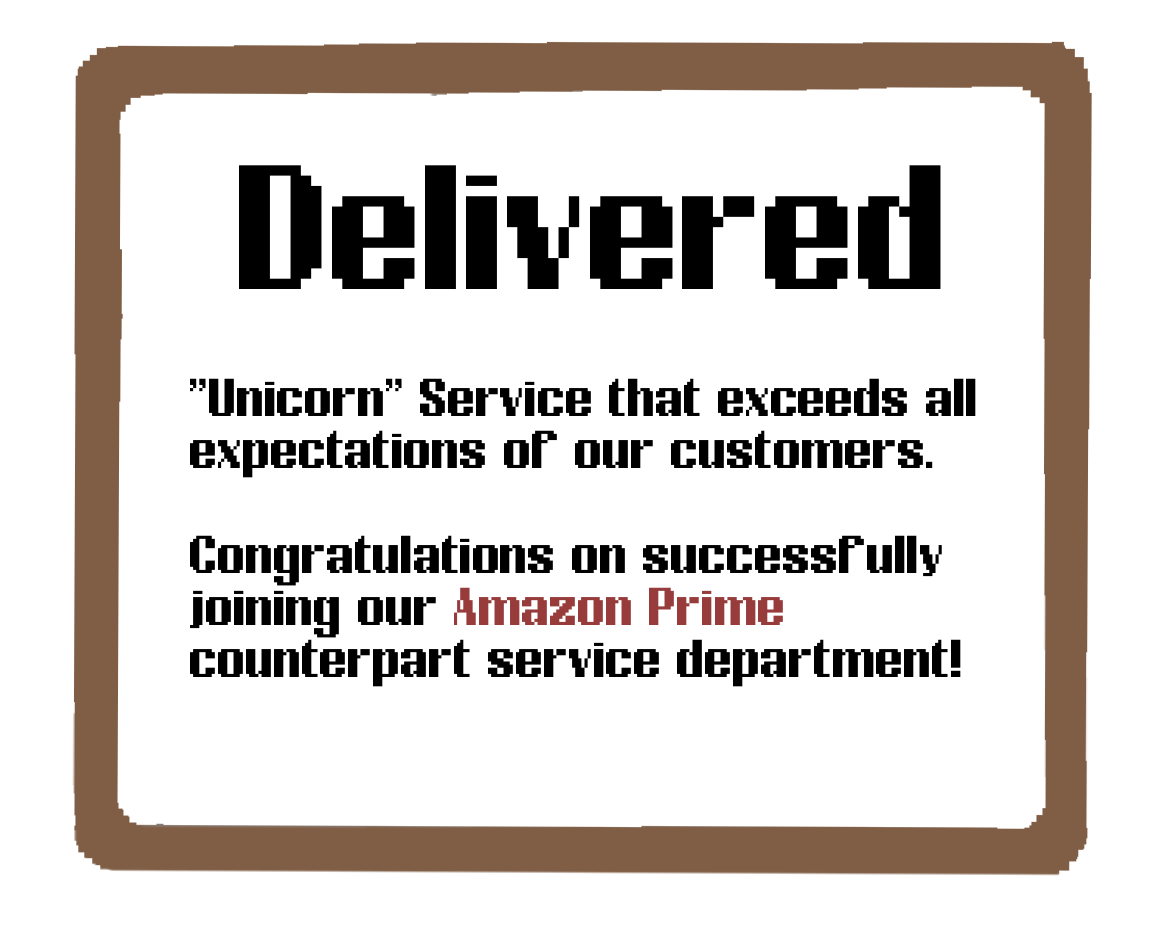 Delivered
”Unicorn” Service that exceeds all
expectations of our customers.
Congratulations on successfully
joining our Amazon Prime
counterpart service department!